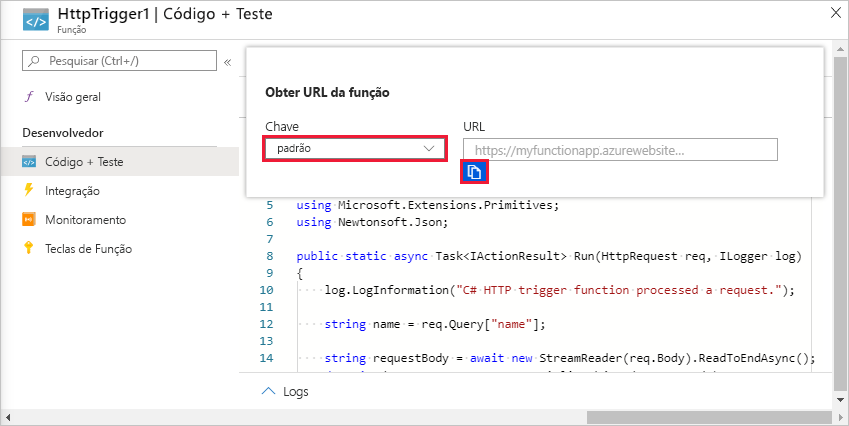 HttpTrigger1 | Código + Teste
Função
Pesquisar (Ctrl+/)
«
Visão geral
Desenvolvedor
Código + Teste
Integração
Monitoramento
Teclas de Função
Obter URL da função
Chave
URL
padrão
https://myfunctionapp.azurewebsite...
5 using Microsoft.Extensions.Primitives;
6 using Newtonsoft.Json;
7
8 public static async Task<IActionResult> Run(HttpRequest req, ILogger log)
9 {
10 log.LogInformation("C# HTTP trigger function processed a request.");
11
12 string name = req.Query["name"];
13
14 string requestBody = await new StreamReader(req.Body).ReadToEndAsync();
Logs